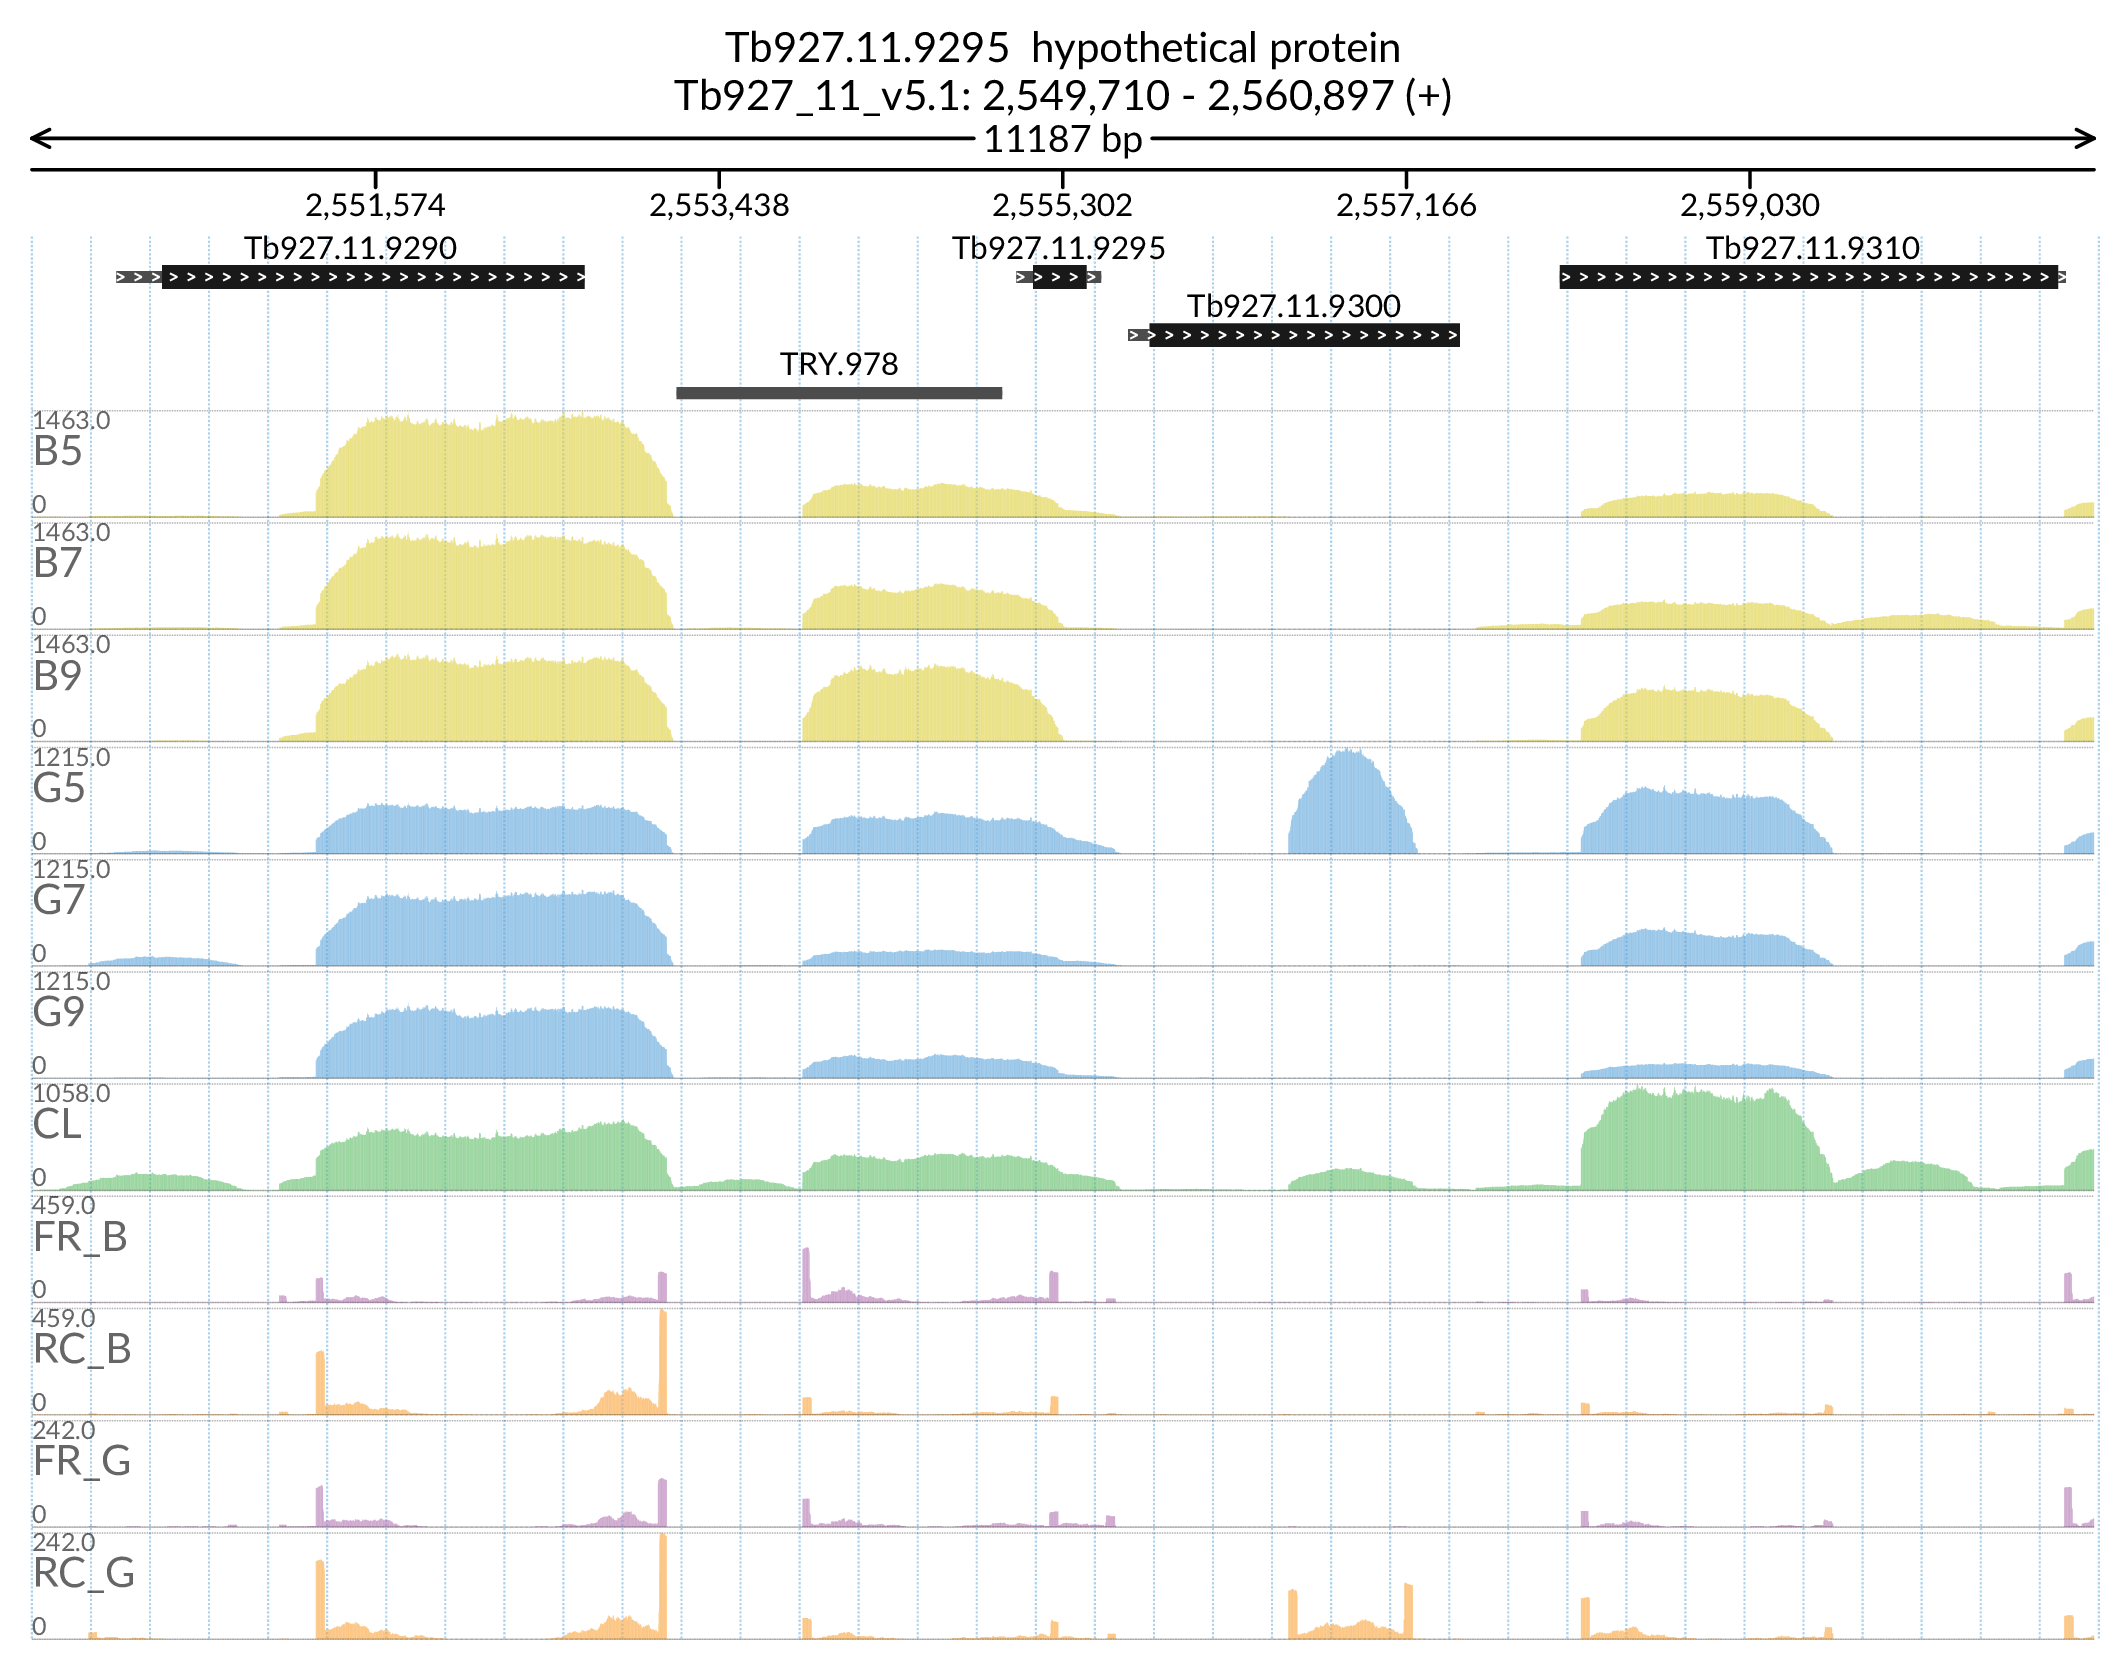 Tb927.11.9295  hypothetical protein
Tb927_11_v5.1: 2,549,710 - 2,560,897 (+)
11187 bp
2,551,574 2,553,438 2,555,302 2,557,166 2,559,030
Tb927.11.9290 Tb927.11.9295 Tb927.11.9310
Tb927.11.9300
TRY.978
1463.0
B5
0
1463.0
B7
0
1463.0
B9
0
1215.0
G5
0
1215.0
G7
0
1215.0
G9
0
1058.0
CL
0
459.0
FR_B
0
459.0
RC_B
0
242.0
FR_G
0
242.0
RC_G
0